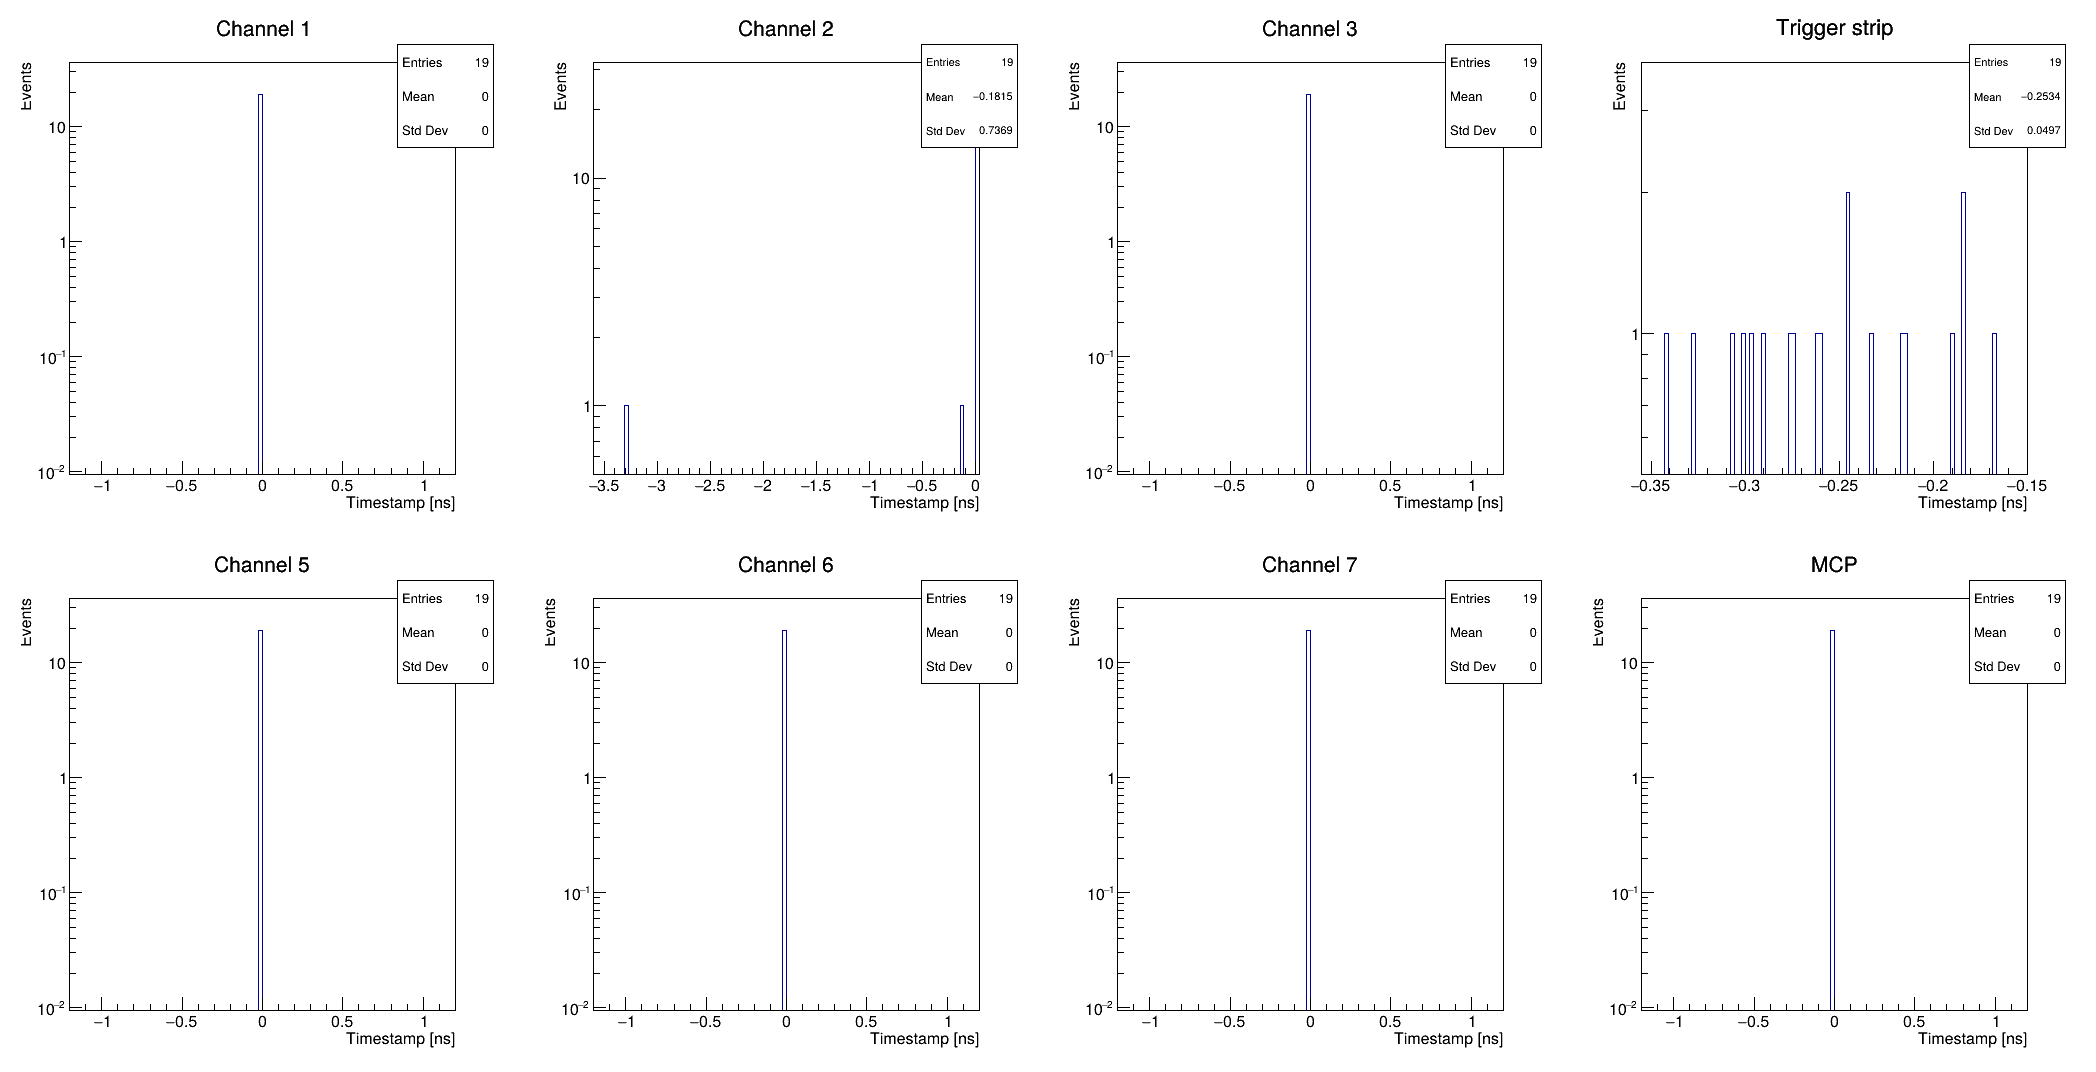 Channel 1
Events
Entries 19
Mean 0
Std Dev 0
10
1
10⁻¹
10⁻²
−1 −0.5 0 0.5 1
Timestamp [ns]
Channel 2
Events
Entries 19
Mean −0.1815
Std Dev 0.7369
10
1
−3.5 −3 −2.5 −2 −1.5 −1 −0.5 0
Timestamp [ns]
Channel 3
Events
Entries 19
Mean 0
Std Dev 0
10
1
10⁻¹
10⁻²
−1 −0.5 0 0.5 1
Timestamp [ns]
Trigger strip
Events
Entries 19
Mean −0.2534
Std Dev 0.0497
1
−0.35 −0.3 −0.25 −0.2 −0.15
Timestamp [ns]
Channel 5
Events
Entries 19
Mean 0
Std Dev 0
10
1
10⁻¹
10⁻²
−1 −0.5 0 0.5 1
Timestamp [ns]
Channel 6
Events
Entries 19
Mean 0
Std Dev 0
10
1
10⁻¹
10⁻²
−1 −0.5 0 0.5 1
Timestamp [ns]
Channel 7
Events
Entries 19
Mean 0
Std Dev 0
10
1
10⁻¹
10⁻²
−1 −0.5 0 0.5 1
Timestamp [ns]
MCP
Events
Entries 19
Mean 0
Std Dev 0
10
1
10⁻¹
10⁻²
−1 −0.5 0 0.5 1
Timestamp [ns]